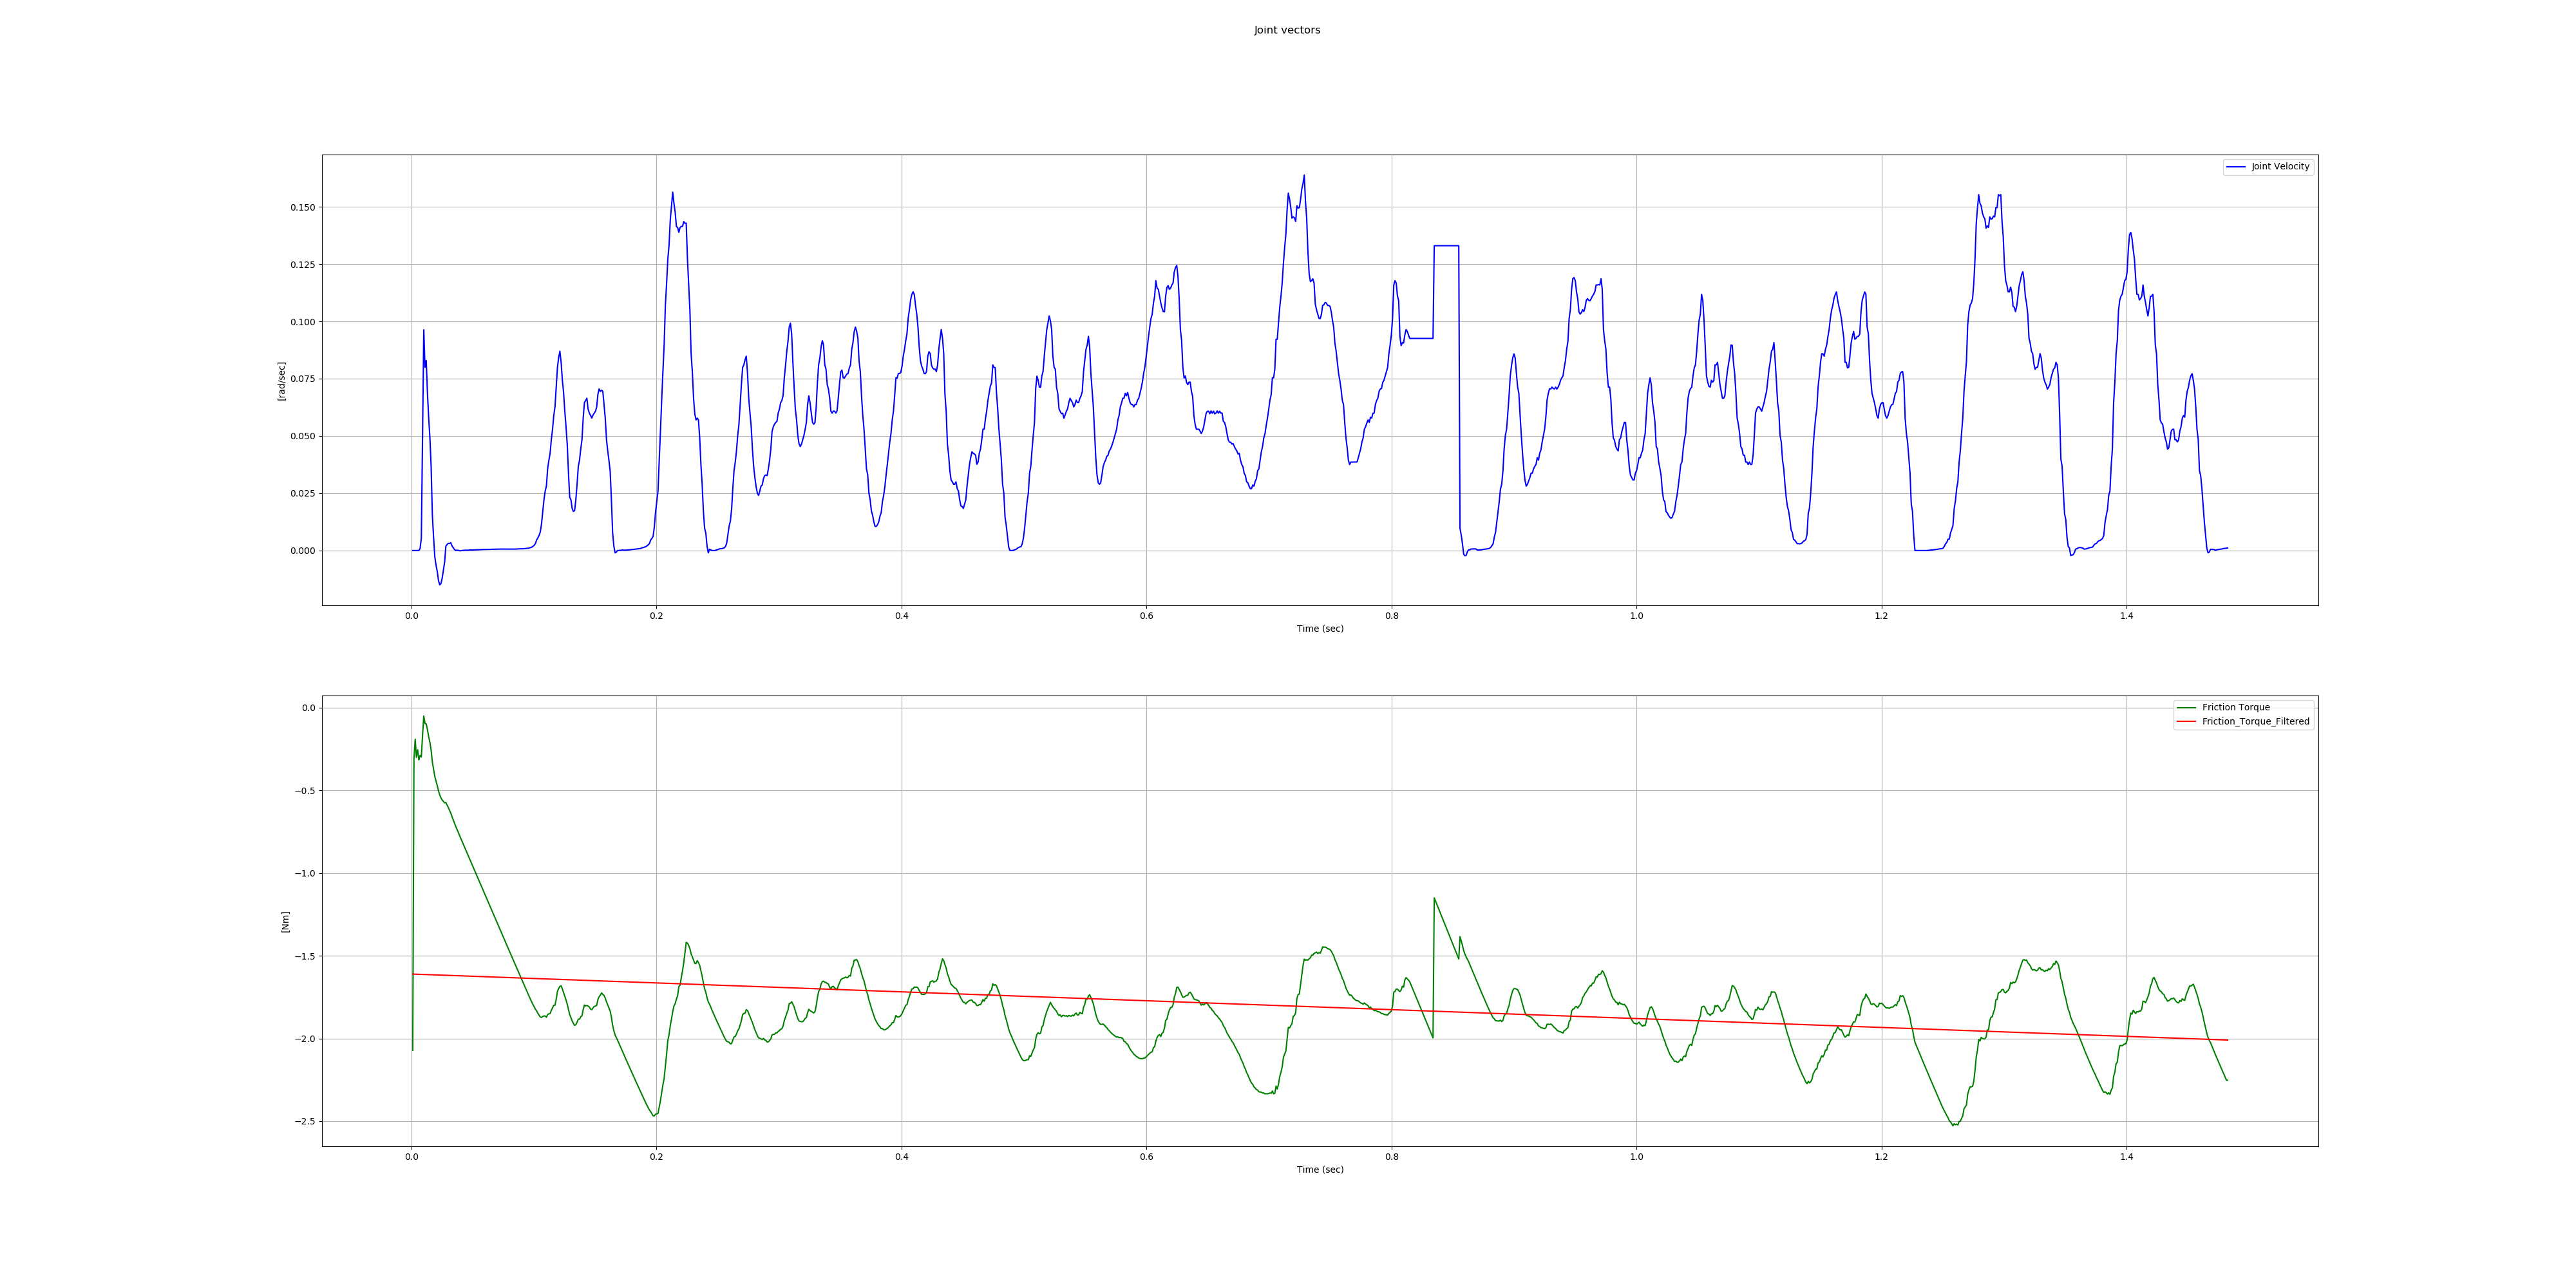 Joint vectors
Joint Velocity
0.150
0.125
0.100
0.075
0.050
0.025
0.000
[rad/sec]
0.0 0.2 0.4 0.6 0.8 1.0 1.2 1.4
Time (sec)
Friction Torque
Friction_Torque_Filtered
0.0
−0.5
−1.0
−1.5
−2.0
−2.5
[Nm]
0.0 0.2 0.4 0.6 0.8 1.0 1.2 1.4
Time (sec)